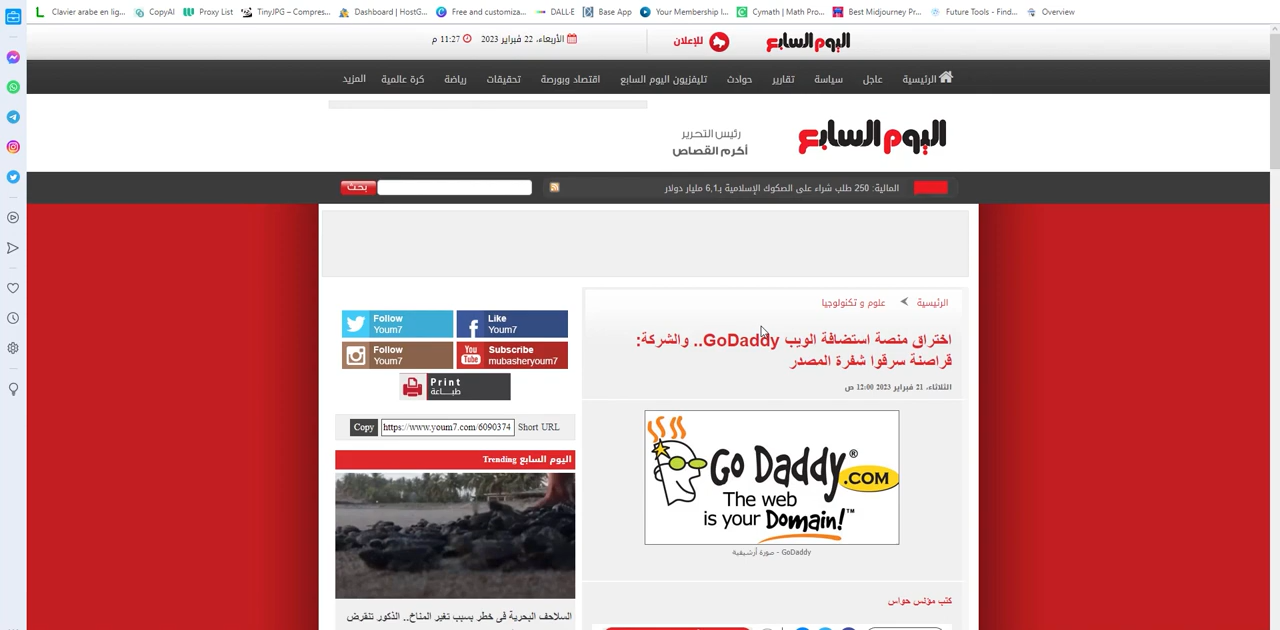 Clavier arabe en lig...
CopyAI
Proxy List
TinyJPG – Compres...
Dashboard | HostG...
Free and customiza...
DALL·E
Base App
Your Membership I...
Cymath | Math Pro...
Best Midjourney Pr...
Future Tools - Find...
Overview
اليوم السابع
للإعلان
الأربعاء، 22 فبراير 2023
11:27 م
الرئيسية
عاجل
سياسة
تقارير
حوادث
تليفزيون اليوم السابع
اقتصاد وبورصة
تحقيقات
رياضة
كرة عالمية
المزيد
اليوم السابع
رئيس التحرير
أكرم القصاص
المالية: 250 طلب شراء على الصكوك الإسلامية بـ6,1 مليار دولار
بحث
الرئيسية
علوم و تكنولوجيا
اختراق منصة استضافة الويب GoDaddy.. والشركة:
قراصنة سرقوا شفرة المصدر
الثلاثاء، 21 فبراير 2023 12:00 ص
Go Daddy® .COM
The web
is your Domain!™
GoDaddy - صورة أرشيفية
كتب مؤنس حواس
Follow
Youm7
Like
Youm7
Follow
Youm7
You Tube
Subscribe
mubasheryoum7
Print
طبـــاعة
Copy
https://www.youm7.com/6090374
Short URL
اليوم السابع Trending
السلاحف البحرية فى خطر بسبب تغير المناخ.. الذكور تنقرض